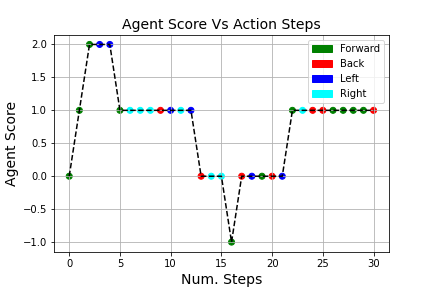 Agent Score Vs Action Steps
Agent Score
2.0
1.5
1.0
0.5
0.0
−0.5
−1.0
Forward
Back
Left
Right
0 5 10 15 20 25 30
Num. Steps